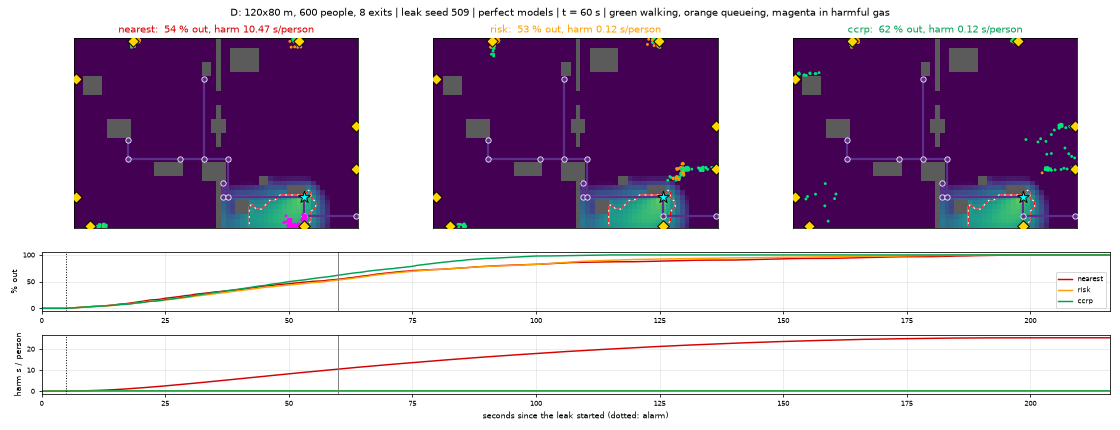 D: 120x80 m, 600 people, 8 exits | leak seed 509 | perfect models | t = 60 s | green walking, orange queueing, magenta in harmful gas
nearest: 54 % out, harm 10.47 s/person
risk: 53 % out, harm 0.12 s/person
ccrp: 62 % out, harm 0.12 s/person
% out
100
50
0
0
25
50
75
100
125
150
175
200
nearest
risk
ccrp
harm s / person
20
10
0
0
25
50
75
100
125
150
175
200
seconds since the leak started (dotted: alarm)